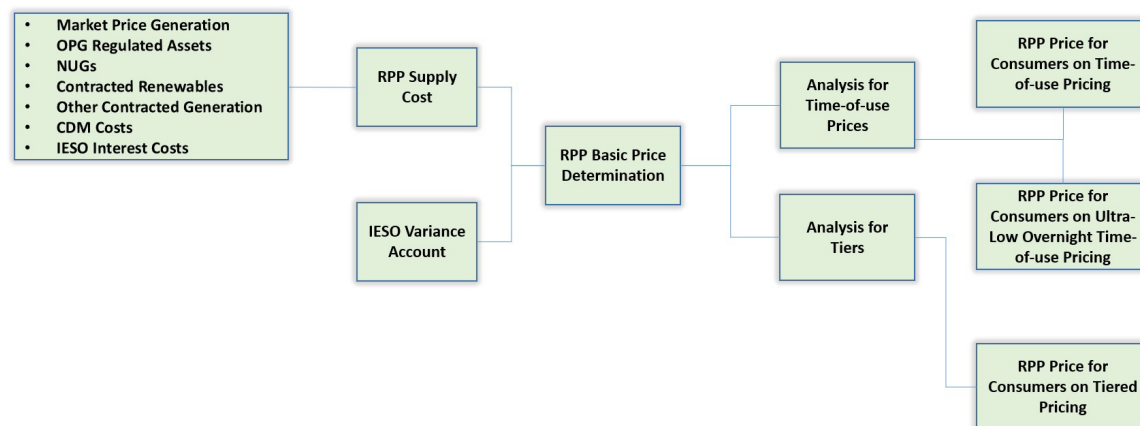 • Market Price Generation
• OPG Regulated Assets
• NUGs
• Contracted Renewables
• Other Contracted Generation
• CDM Costs
• IESO Interest Costs
RPP Supply
Cost
IESO Variance
Account
RPP Basic Price
Determination
Analysis for
Time-of-use
Prices
Analysis for
Tiers
RPP Price for
Consumers on Time-
of-use Pricing
RPP Price for
Consumers on Ultra-
Low Overnight Time-
of-use Pricing
RPP Price for
Consumers on Tiered
Pricing